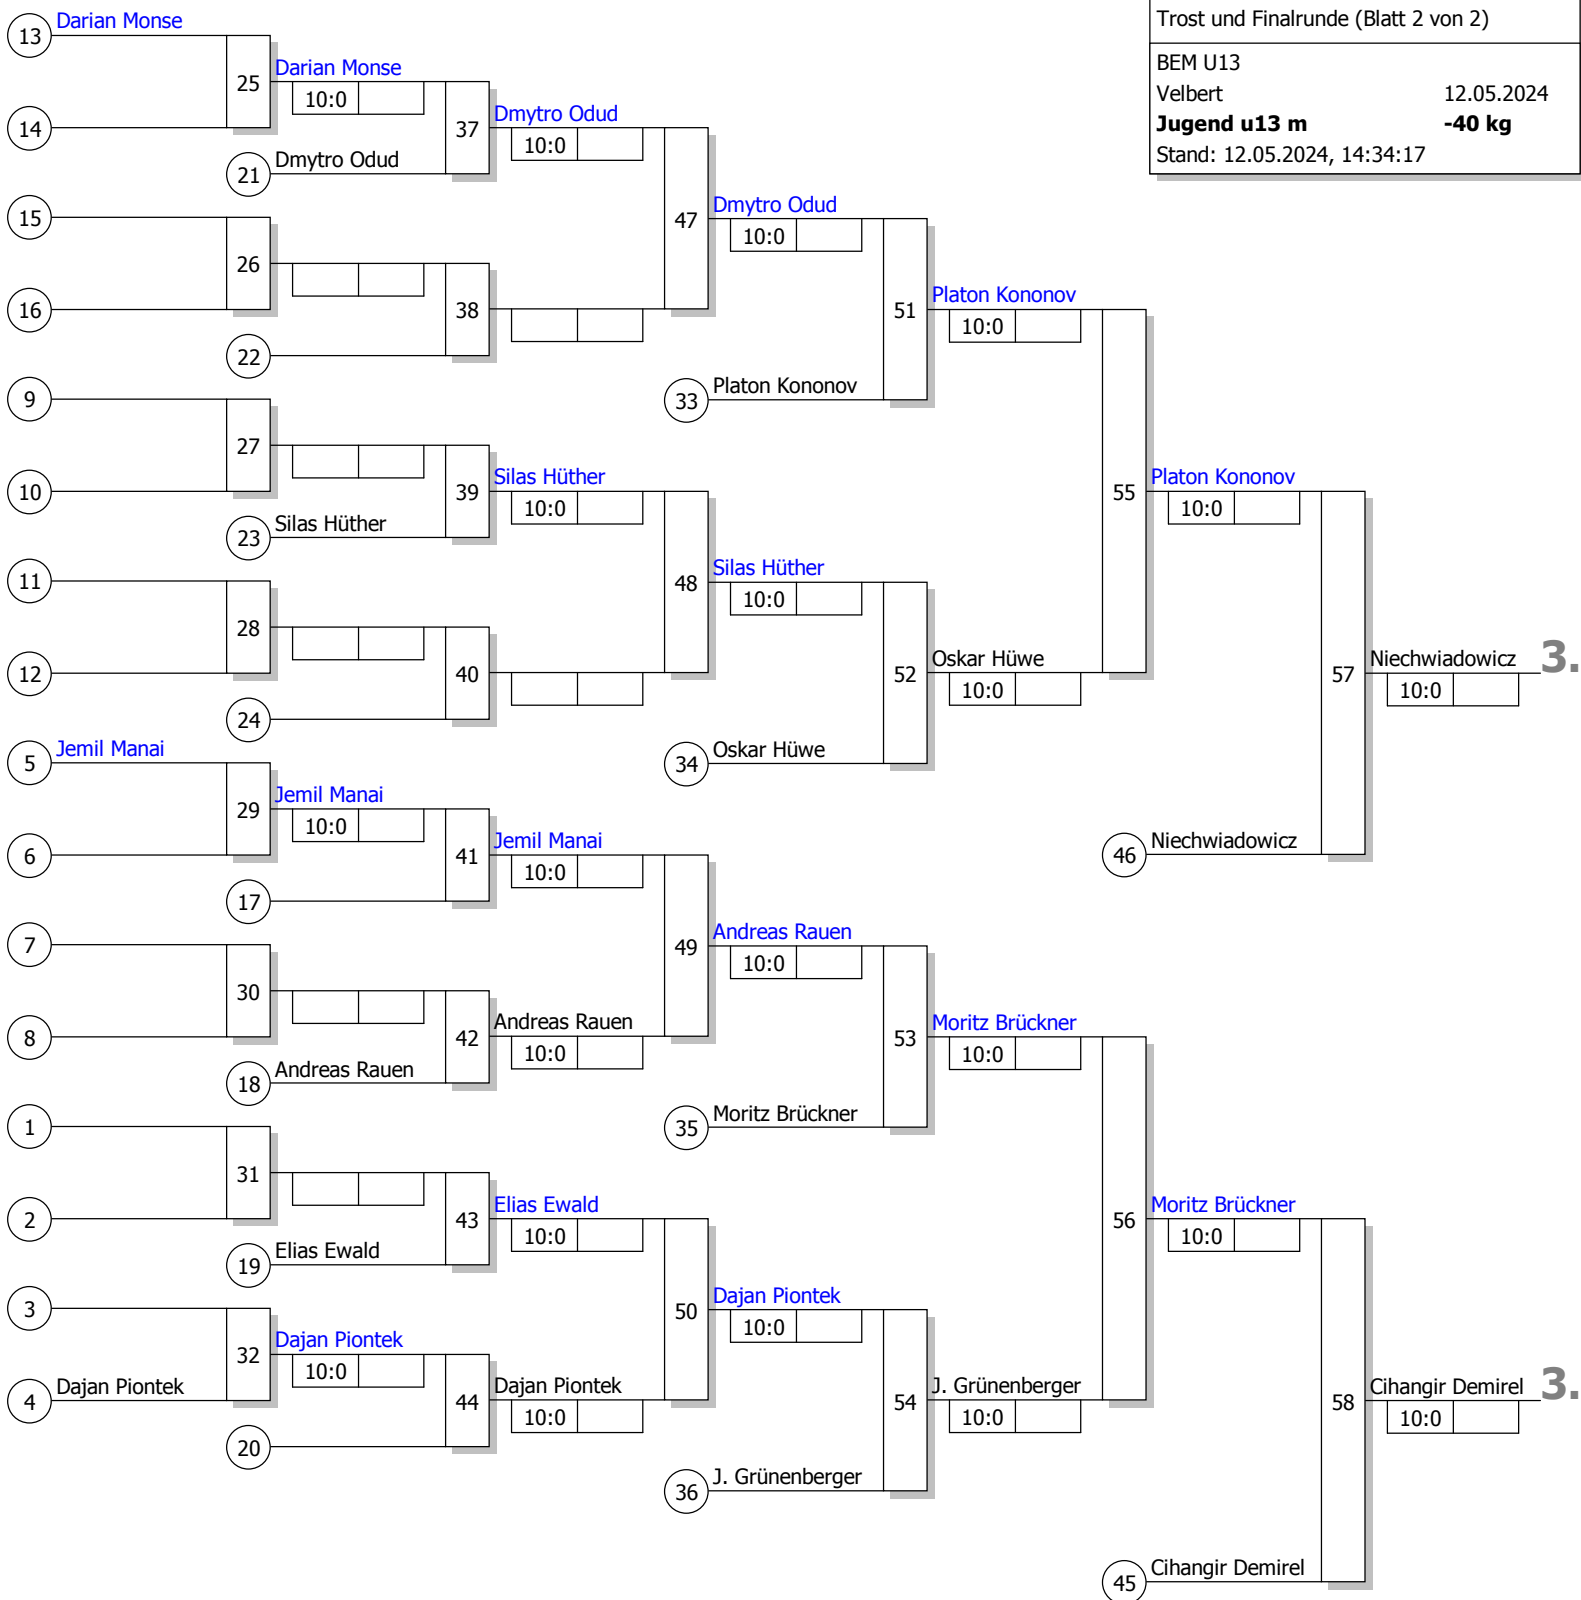 Trost und Finalrunde (Blatt 2 von 2)
BEM U13
Velbert 12.05.2024
Jugend u13 m -40 kg
Stand: 12.05.2024, 14:34:17
13 Darian Monse
25 Darian Monse
10:0
14
37 Dmytro Odud
10:0
21 Dmytro Odud
15
47 Dmytro Odud
10:0
26
16
38
22
51 Platon Kononov
10:0
33 Platon Kononov
9
27
10
39 Silas Hüther
10:0
23 Silas Hüther
55 Platon Kononov
10:0
11
48 Silas Hüther
10:0
28
12
40
24
52 Oskar Hüwe
10:0
34 Oskar Hüwe
57 Niechwiadowicz 3.
10:0
5 Jemil Manai
29 Jemil Manai
10:0
6
41 Jemil Manai
10:0
17
46 Niechwiadowicz
7
49 Andreas Rauen
10:0
30
8
42 Andreas Rauen
10:0
18 Andreas Rauen
53 Moritz Brückner
10:0
35 Moritz Brückner
1
31
2
43 Elias Ewald
10:0
19 Elias Ewald
56 Moritz Brückner
10:0
3
50 Dajan Piontek
10:0
32 Dajan Piontek
10:0
4 Dajan Piontek
44 Dajan Piontek
10:0
20
54 J. Grünenberger
10:0
36 J. Grünenberger
58 Cihangir Demirel 3.
10:0
45 Cihangir Demirel